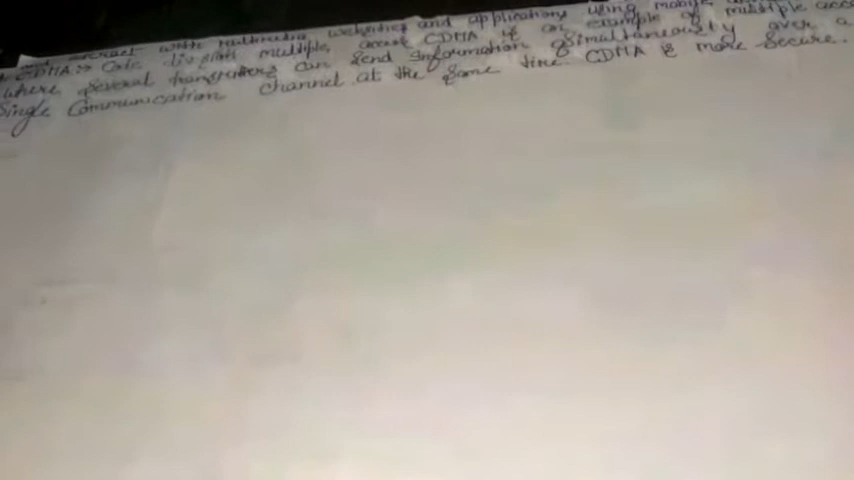 interact with multimedia websites and applications using mobile
CDMA :-> Code division multiple, access CDMA is an example of multiple acce
where several transmitters can Send Information Simultaneously over a
Single Communication channel at the same time CDMA is more Secure.